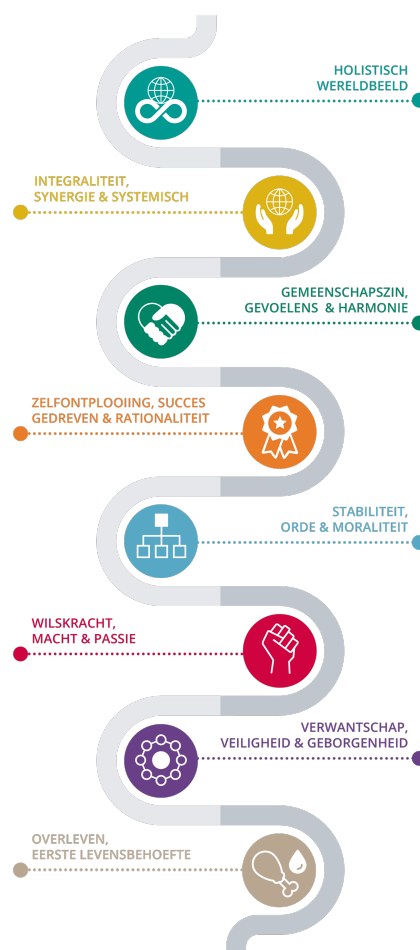 HOLISTISCH
WERELDBEELD
INTEGRALITEIT,
SYNERGIE & SYSTEMISCH
GEMEENSCHAPSZIN,
GEVOELENS & HARMONIE
ZELFONTPLOOIING, SUCCES
GEDREVEN & RATIONALITEIT
STABILITEIT,
ORDE & MORALITEIT
WILSKRACHT,
MACHT & PASSIE
VERWANTSCHAP,
VEILIGHEID & GEBORGENHEID
OVERLEVEN,
EERSTE LEVENSBEHOEFTE